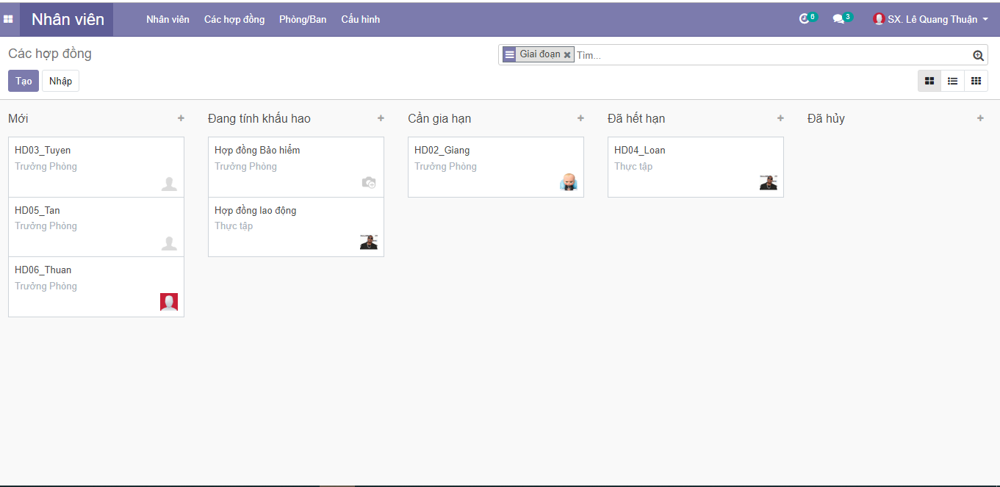 Nhân viên
Nhân viên Các hợp đồng Phòng/Ban Cấu hình
6 3 SX. Lê Quang Thuận
Các hợp đồng
Giai đoạn Tìm...
Tạo Nhập
Mới
HD03_Tuyen
Trưởng Phòng
HD05_Tan
Trưởng Phòng
HD06_Thuan
Trưởng Phòng
Đang tính khấu hao
Hợp đồng Bảo hiểm
Trưởng Phòng
Hợp đồng lao động
Thực tập
Cần gia hạn
HD02_Giang
Trưởng Phòng
Đã hết hạn
HD04_Loan
Thực tập
Đã hủy